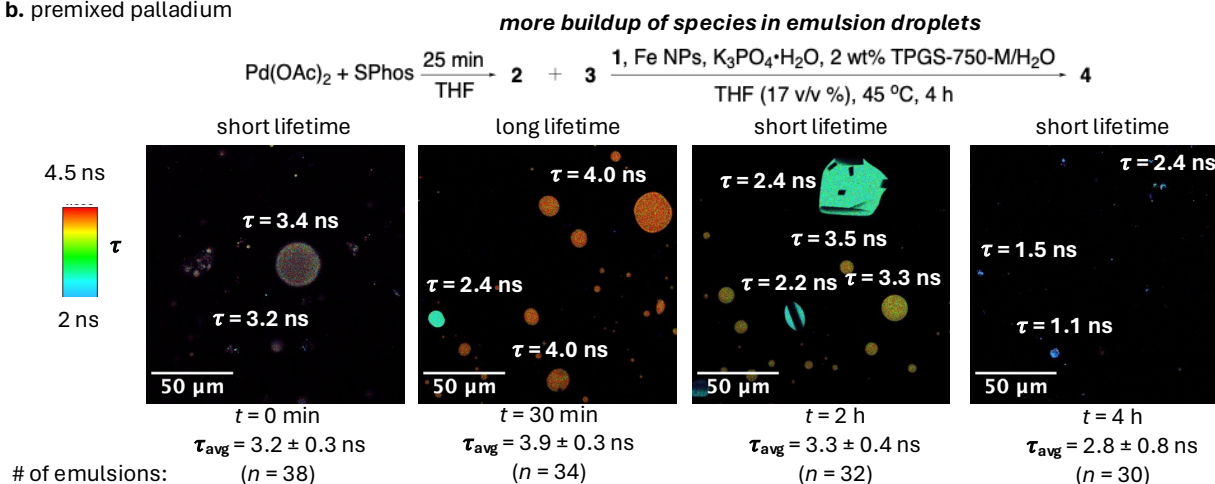 b. premixed palladium
more buildup of species in emulsion droplets
Pd(OAc)₂ + SPhos 25 min THF 2 + 3 1, Fe NPs, K₃PO₄•H₂O, 2 wt% TPGS-750-M/H₂O THF (17 v/v %), 45 °C, 4 h 4
short lifetime long lifetime short lifetime short lifetime
4.5 ns
τ
2 ns
τ = 3.4 ns
τ = 3.2 ns
50 µm
τ = 4.0 ns
τ = 2.4 ns
τ = 4.0 ns
50 µm
τ = 2.4 ns
τ = 3.5 ns
τ = 2.2 ns τ = 3.3 ns
50 µm
τ = 2.4 ns
τ = 1.5 ns
τ = 1.1 ns
50 µm
t = 0 min t = 30 min t = 2 h t = 4 h
τavg = 3.2 ± 0.3 ns τavg = 3.9 ± 0.3 ns τavg = 3.3 ± 0.4 ns τavg = 2.8 ± 0.8 ns
# of emulsions: (n = 38) (n = 34) (n = 32) (n = 30)